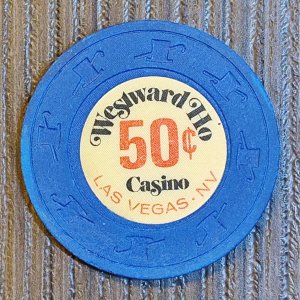 Westward Ho
50¢
Casino
LAS VEGAS · NV